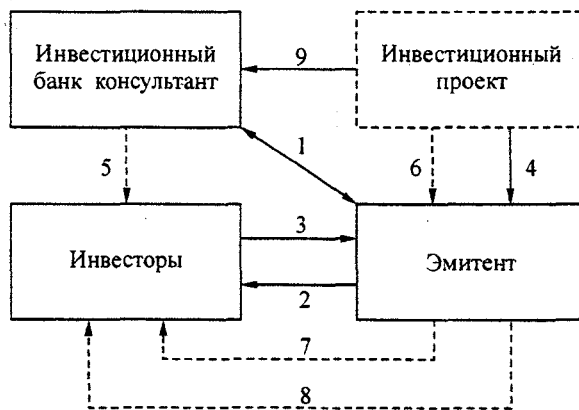 Инвестиционный
банк консультант
9
Инвестиционный
проект
1
5
6
4
Инвесторы
3
2
Эмитент
7
8